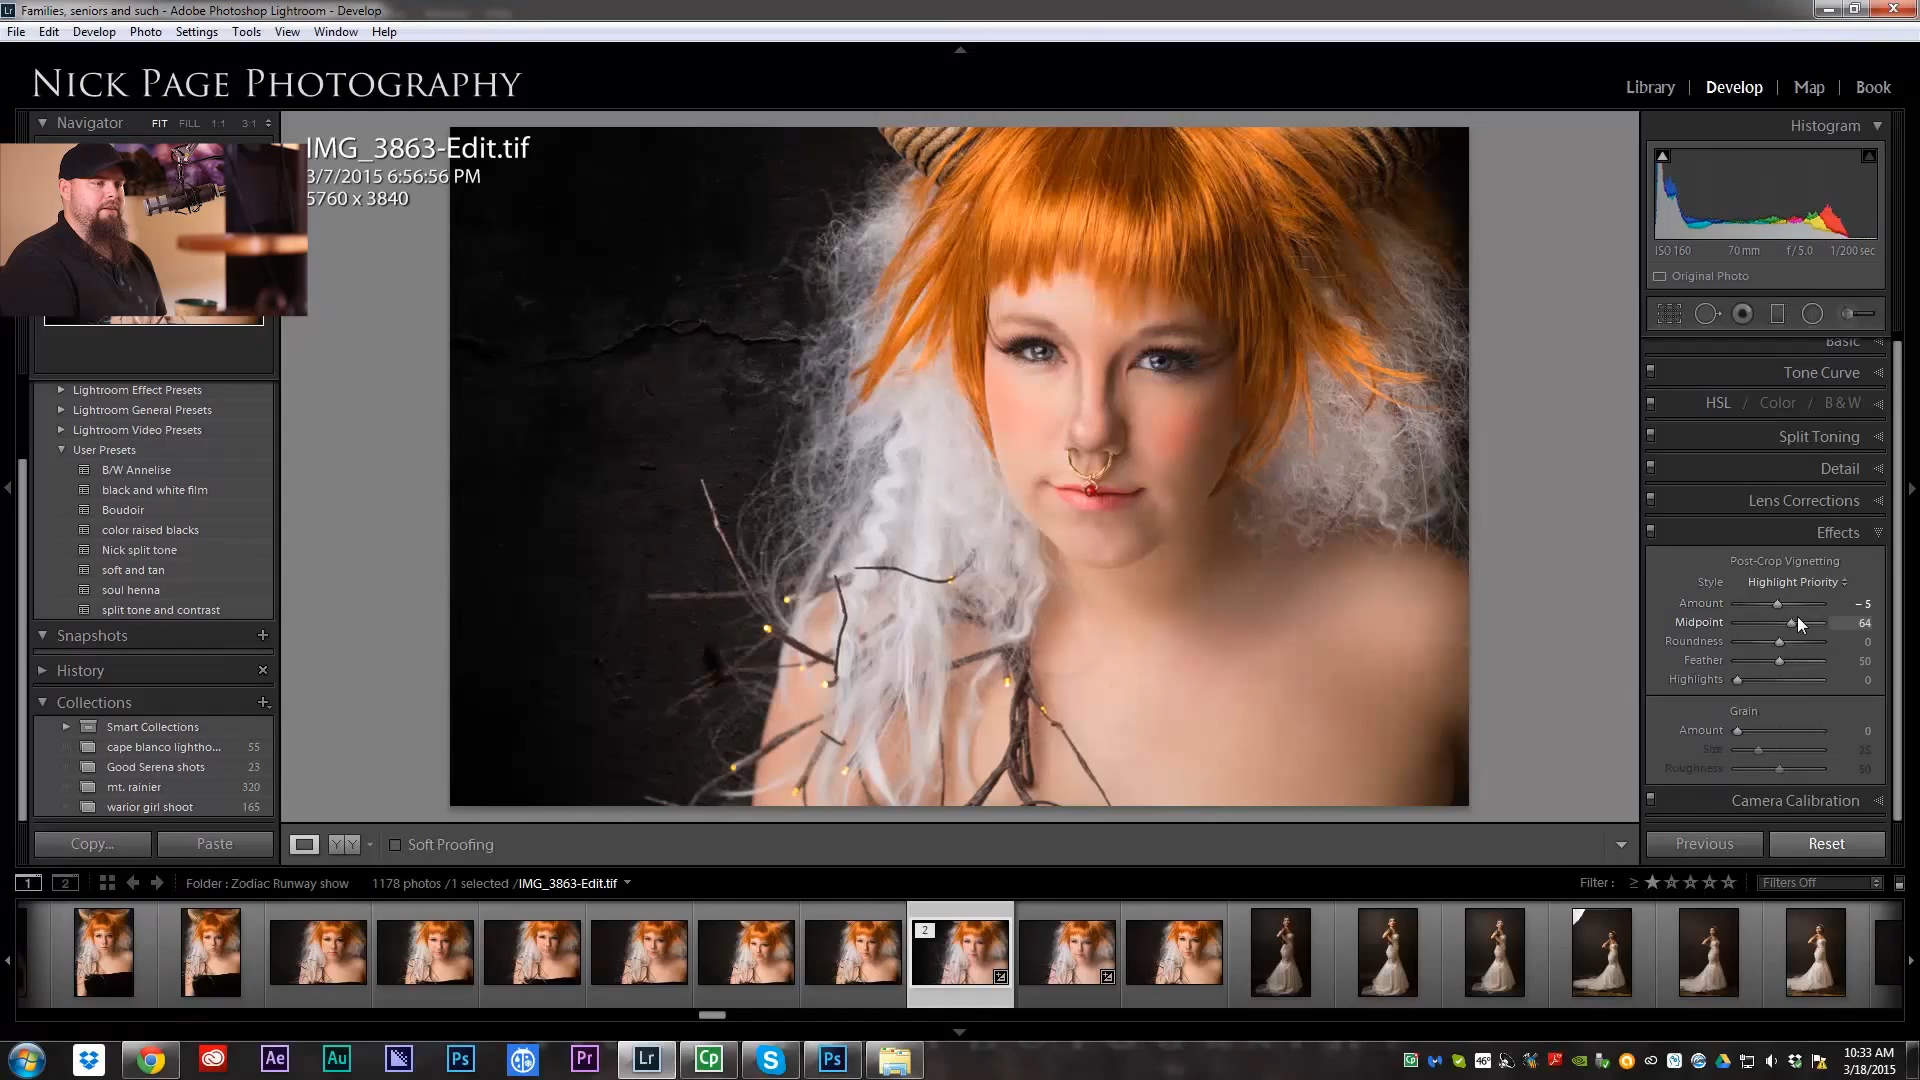 Families, seniors and such - Adobe Photoshop Lightroom - Develop
File Edit Develop Photo Settings Tools View Window Help
NICK PAGE PHOTOGRAPHY
Library | Develop | Map | Book
Navigator FIT FILL 1:1 3:1
IMG_3863-Edit.tif
3/7/2015 6:56:56 PM
5760 x 3840
Lightroom Effect Presets
Lightroom General Presets
Lightroom Video Presets
User Presets
B/W Annelise
black and white film
Boudoir
color raised blacks
Nick split tone
soft and tan
soul henna
split tone and contrast
Snapshots
History
Collections
Smart Collections
cape blanco lightho... 55
Good Serena shots 23
mt. rainier 320
warior girl shoot 165
Copy... Paste
Histogram
ISO 160 70 mm f / 5.0 1/200 sec
Original Photo
Basic
Tone Curve
HSL / Color / B & W
Split Toning
Detail
Lens Corrections
Effects
Post-Crop Vignetting
Style Highlight Priority
Amount – 5
Midpoint 64
Roundness 0
Feather 50
Highlights 0
Grain
Amount 0
Size 25
Roughness 50
Camera Calibration
Previous Reset
Y Y Soft Proofing
1 2 Folder : Zodiac Runway show 1178 photos / 1 selected / IMG_3863-Edit.tif Filter : ≥ Filters Off
2
Ae Au Ps Pr Lr Cp S Ps
46°
10:33 AM
3/18/2015